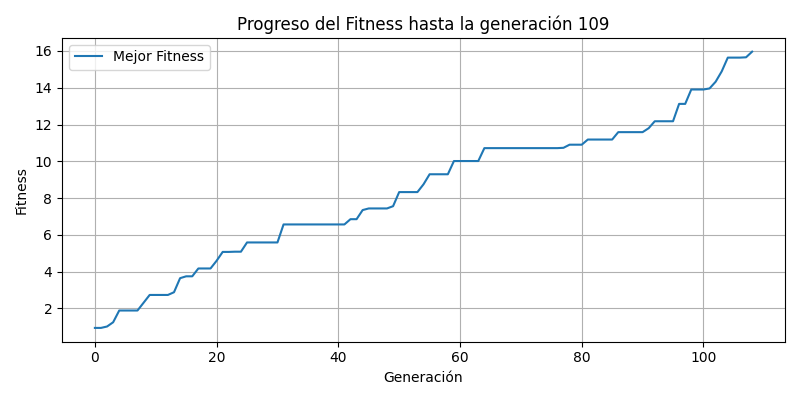 Progreso del Fitness hasta la generación 109
Mejor Fitness
16
14
12
10
8
6
4
2
Fitness
0 20 40 60 80 100
Generación